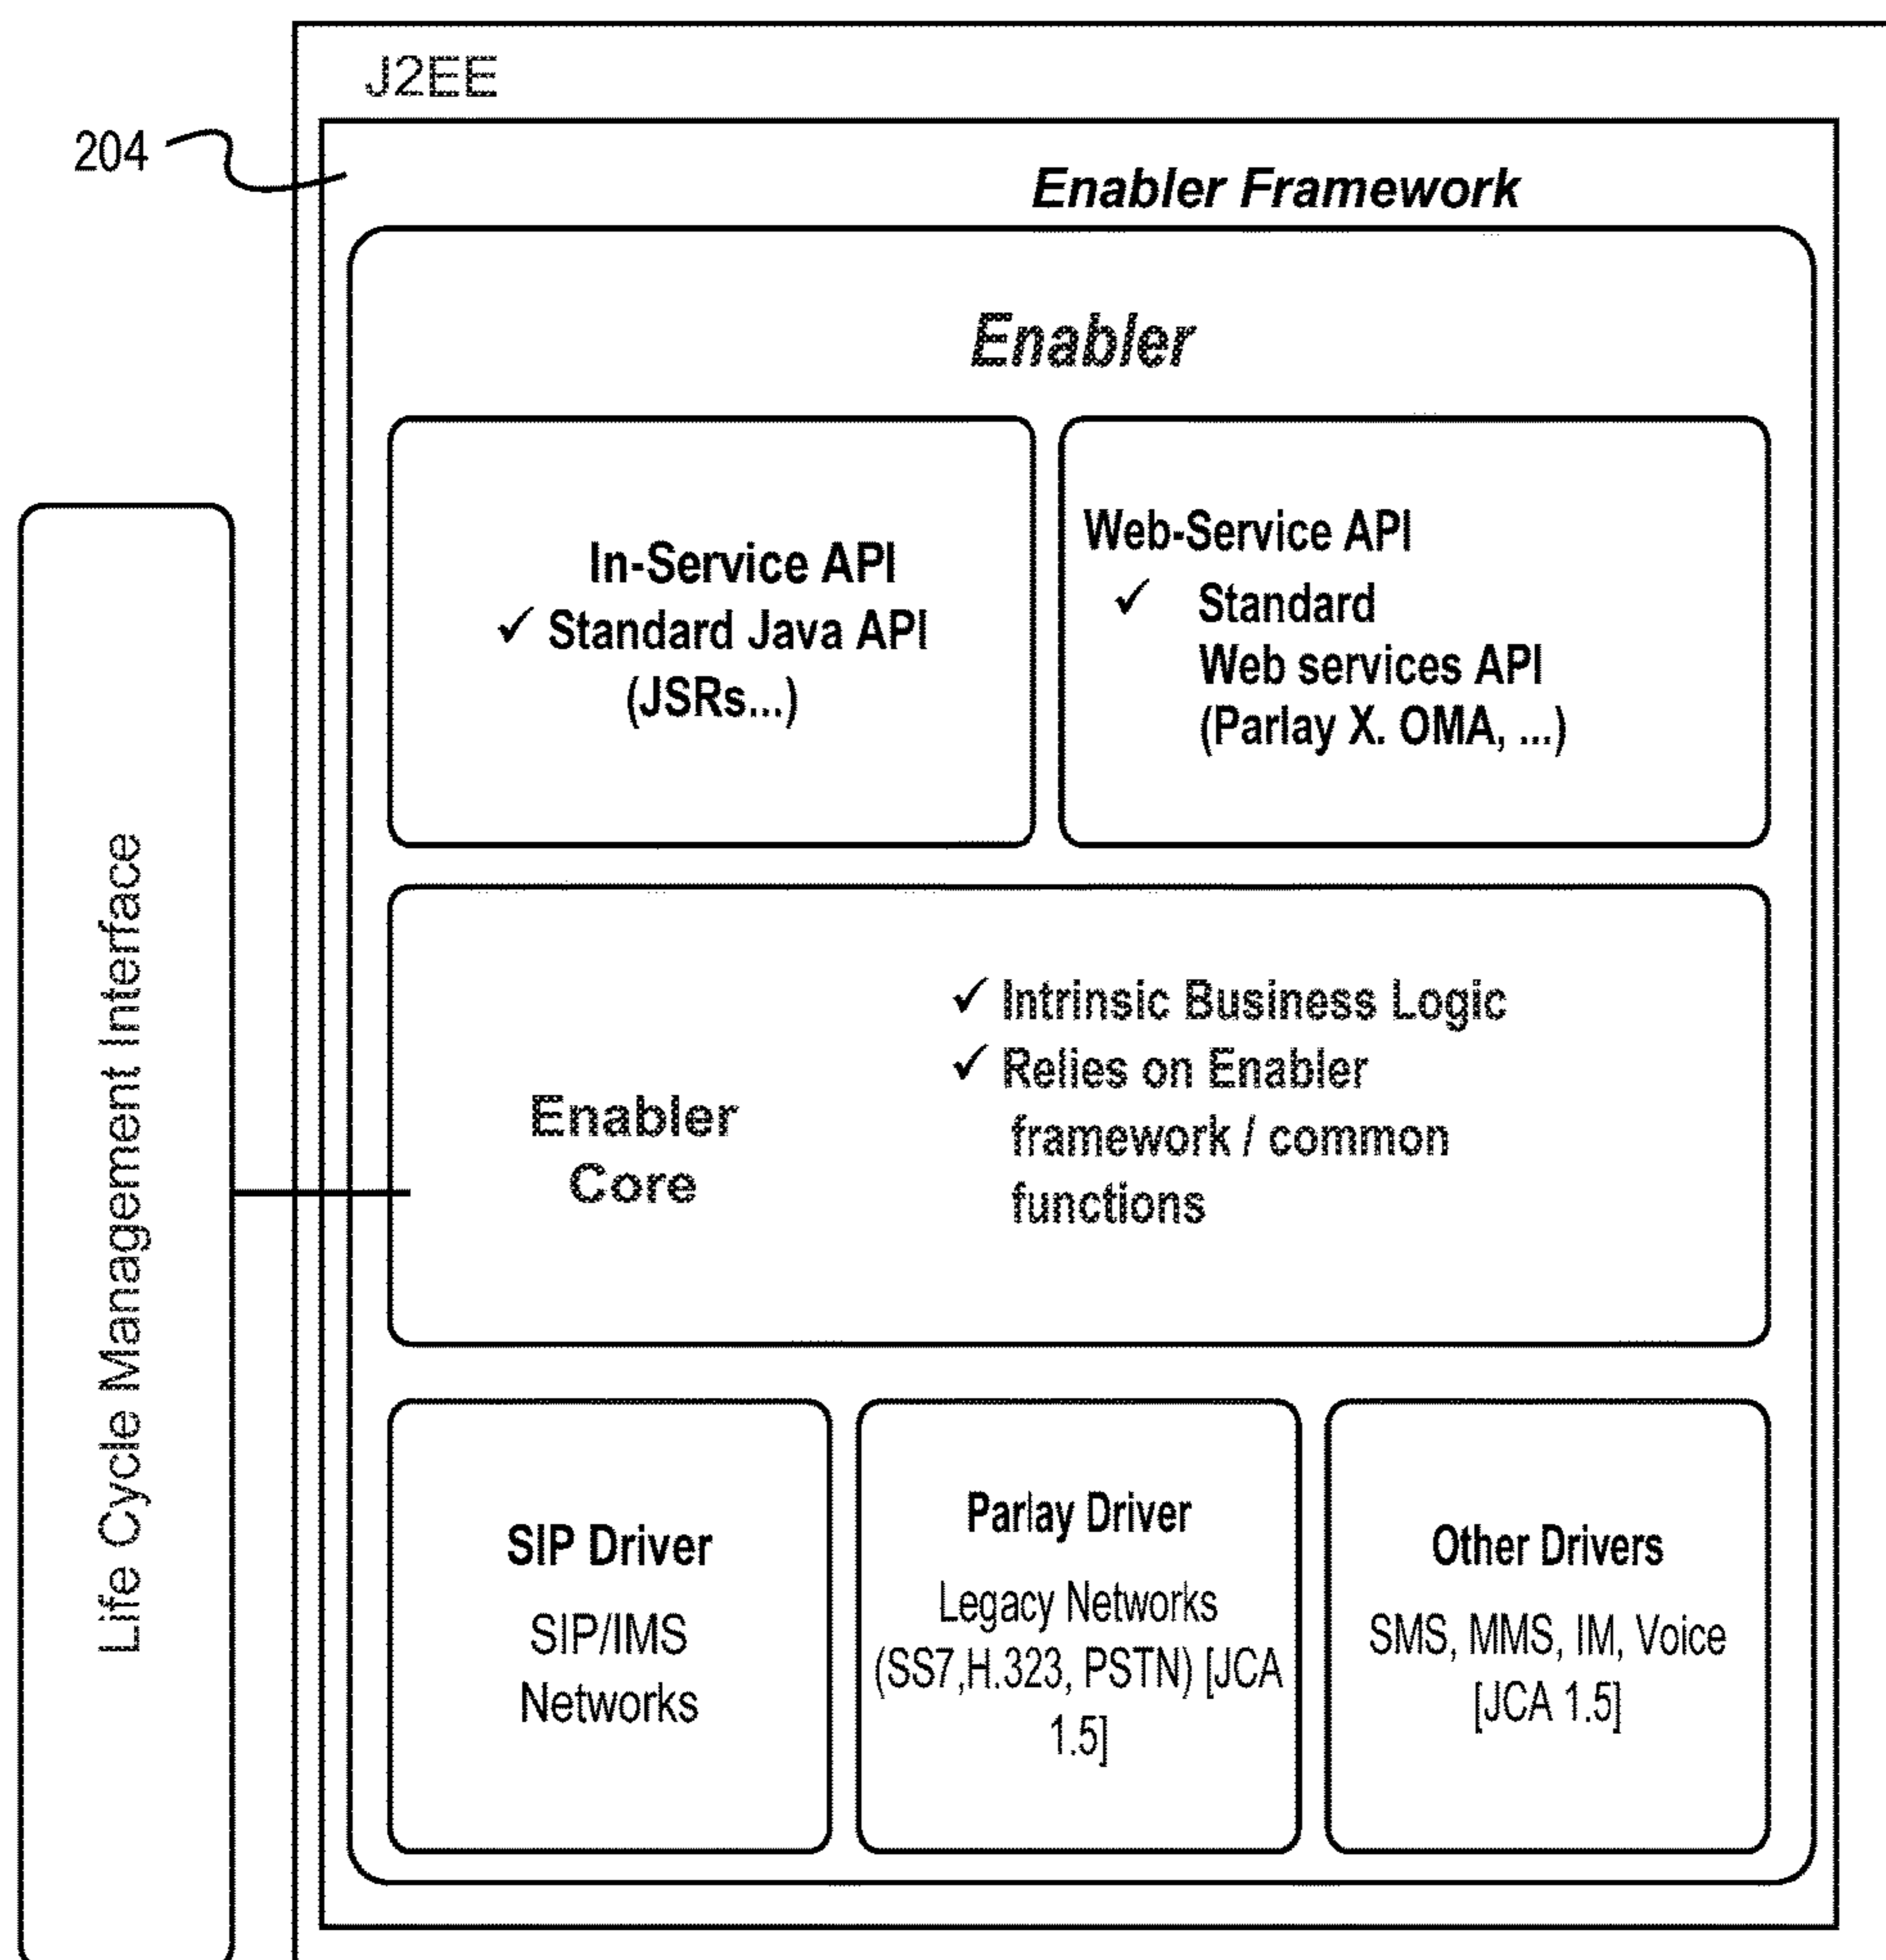 J2EE
204
Enabler Framework
Enabler
In-Service API
✓ Standard Java API
(JSRs...)
Web-Service API
✓ Standard
Web services API
(Parlay X. OMA, ...)
Life Cycle Management Interface
Enabler
Core
✓ Intrinsic Business Logic
✓ Relies on Enabler
framework / common
functions
SIP Driver
SIP/IMS
Networks
Parlay Driver
Legacy Networks
(SS7,H.323, PSTN) [JCA
1.5]
Other Drivers
SMS, MMS, IM, Voice
[JCA 1.5]